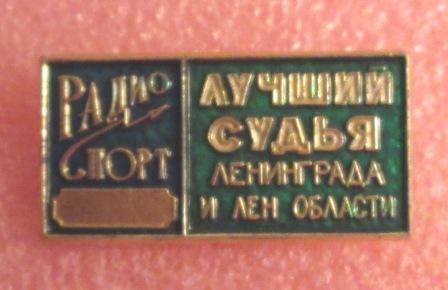 РАДИО
СПОРТ
ЛУЧШИЙ
СУДЬЯ
ЛЕНИНГРАДА
И ЛЕН ОБЛАСТИ